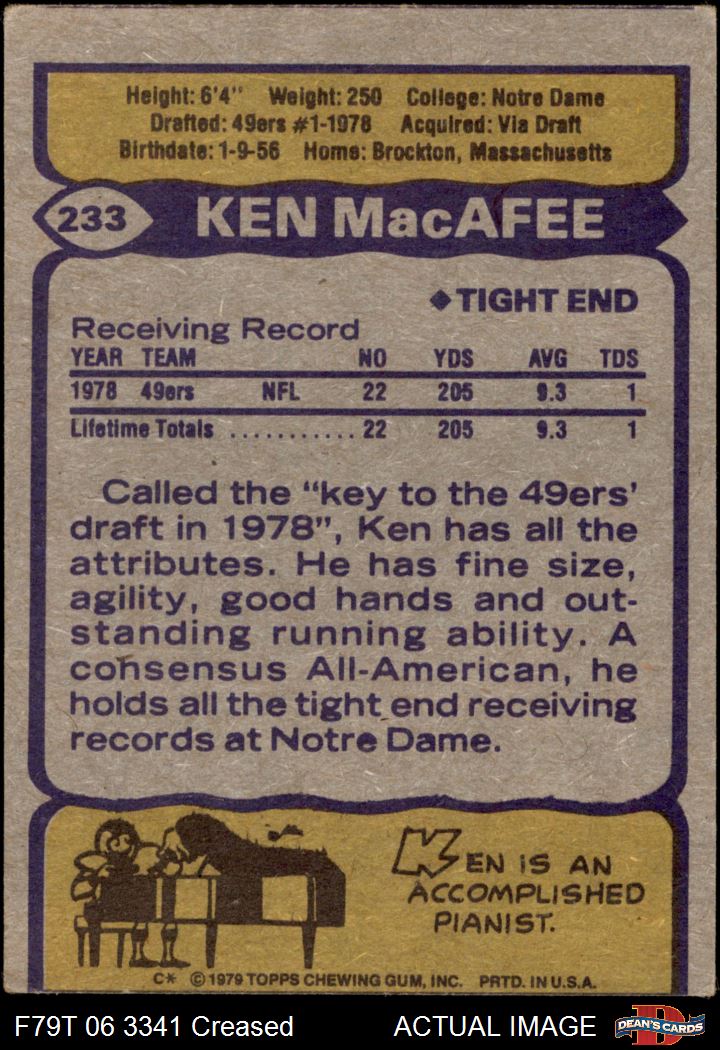 Height: 6'4" Weight: 250 College: Notre Dame
Drafted: 49ers #1-1978 Acquired: Via Draft
Birthdate: 1-9-56 Home: Brockton, Massachusetts
233 KEN MacAFEE
◆TIGHT END
Receiving Record
YEAR TEAM NO YDS AVG TDS
1978 49ers NFL 22 205 9.3 1
Lifetime Totals ............ 22 205 9.3 1
Called the "key to the 49ers'
draft in 1978", Ken has all the
attributes. He has fine size,
agility, good hands and out-
standing running ability. A
consensus All-American, he
holds all the tight end receiving
records at Notre Dame.
KEN IS AN
ACCOMPLISHED
PIANIST.
C* © 1979 TOPPS CHEWING GUM, INC. PRTD. IN U.S.A.
F79T 06 3341 Creased ACTUAL IMAGE DEAN'S CARDS